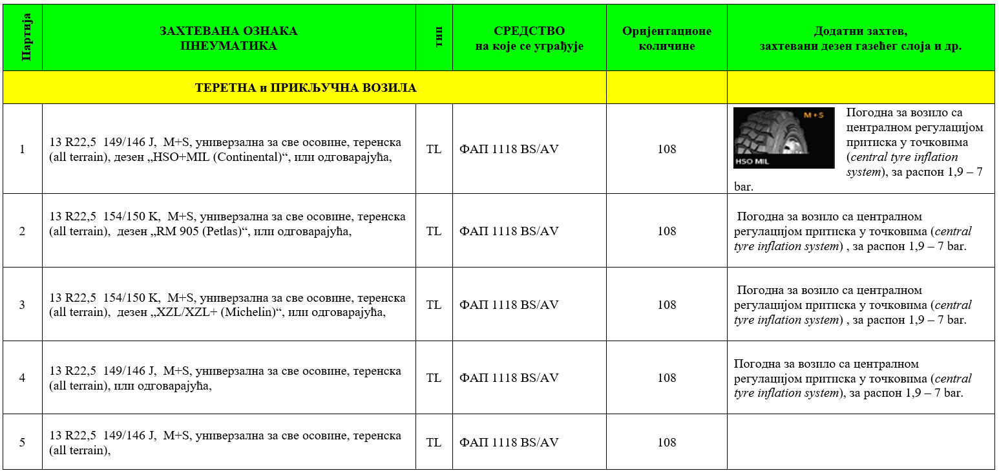 Партија
ЗАХТЕВАНА ОЗНАКА
ПНЕУМАТИКА
тип
СРЕДСТВО
на које се уграђује
Оријентационе
количине
Додатни захтев,
захтевани дезен газећег слоја и др.
ТЕРЕТНА и ПРИКЉУЧНА ВОЗИЛА
1
13 R22,5  149/146 J,  M+S, универзална за све осовине, теренска
(all terrain), дезен „HSO+MIL (Continental)“, или одговарајућа,
TL
ФАП 1118 BS/AV
108
M+S
HSO MIL
Погодна за возило са
централном регулацијом
притиска у точковима
(central tyre inflation
system), за распон 1,9 – 7
bar.
2
13 R22,5  154/150 K,  M+S, универзална за све осовине, теренска
(all terrain),  дезен „RM 905 (Petlas)“, или одговарајућа,
TL
ФАП 1118 BS/AV
108
Погодна за возило са централном
регулацијом притиска у точковима (central
tyre inflation system) , за распон 1,9 – 7 bar.
3
13 R22,5  154/150 K,  M+S, универзална за све осовине, теренска
(all terrain),  дезен „XZL/XZL+ (Michelin)“, или одговарајућа,
TL
ФАП 1118 BS/AV
108
Погодна за возило са централном
регулацијом притиска у точковима (central
tyre inflation system) , за распон 1,9 – 7 bar.
4
13 R22,5  149/146 J,  M+S, универзална за све осовине, теренска
(all terrain), или одговарајућа,
TL
ФАП 1118 BS/AV
108
Погодна за возило са централном
регулацијом притиска у точковима (central
tyre inflation system), за распон 1,9 – 7 bar.
5
13 R22,5  149/146 J,  M+S, универзална за све осовине, теренска
(all terrain),
TL
ФАП 1118 BS/AV
108